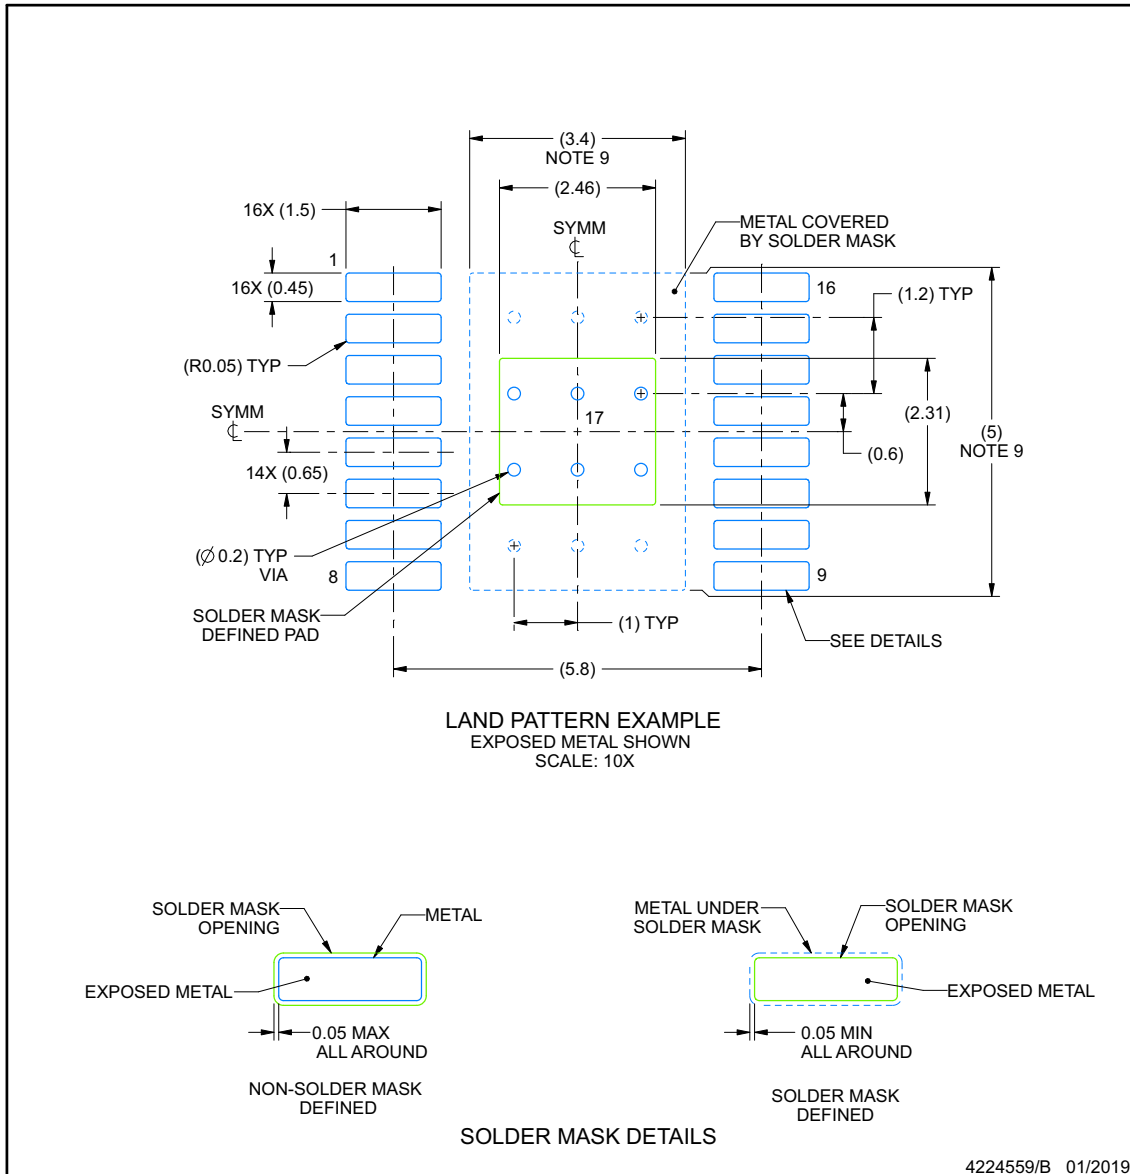 (3.4)
NOTE 9
(2.46)
16X (1.5)
SYMM
℄
METAL COVERED
BY SOLDER MASK
1
16X (0.45)
16
(1.2) TYP
(R0.05) TYP
SYMM
℄
17
(2.31)
(5)
NOTE 9
(0.6)
14X (0.65)
(Ø 0.2) TYP
VIA
8
9
SOLDER MASK
DEFINED PAD
(1) TYP
SEE DETAILS
(5.8)
LAND PATTERN EXAMPLE
EXPOSED METAL SHOWN
SCALE: 10X
SOLDER MASK
OPENING
METAL
EXPOSED METAL
0.05 MAX
ALL AROUND
NON-SOLDER MASK
DEFINED
METAL UNDER
SOLDER MASK
SOLDER MASK
OPENING
EXPOSED METAL
0.05 MIN
ALL AROUND
SOLDER MASK
DEFINED
SOLDER MASK DETAILS
4224559/B 01/2019